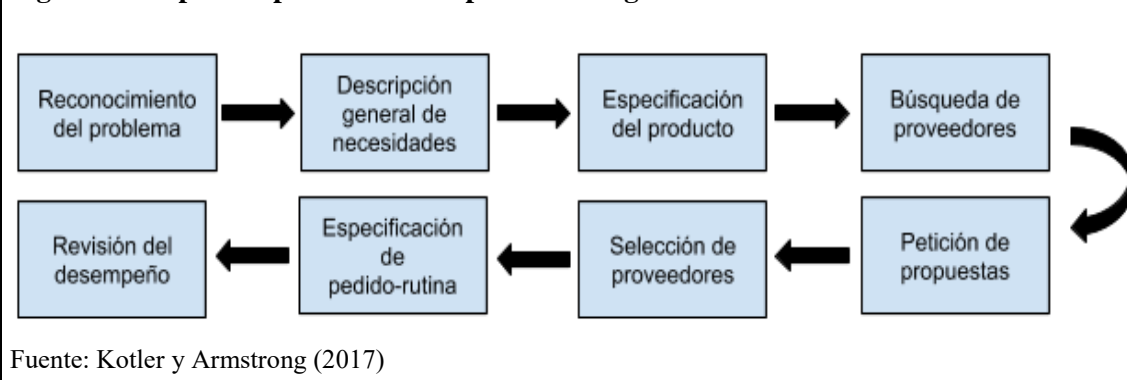 Reconocimiento
del problema
Descripción
general de
necesidades
Especificación
del producto
Búsqueda de
proveedores
Petición de
propuestas
Selección de
proveedores
Especificación
de
pedido-rutina
Revisión del
desempeño
Fuente: Kotler y Armstrong (2017)